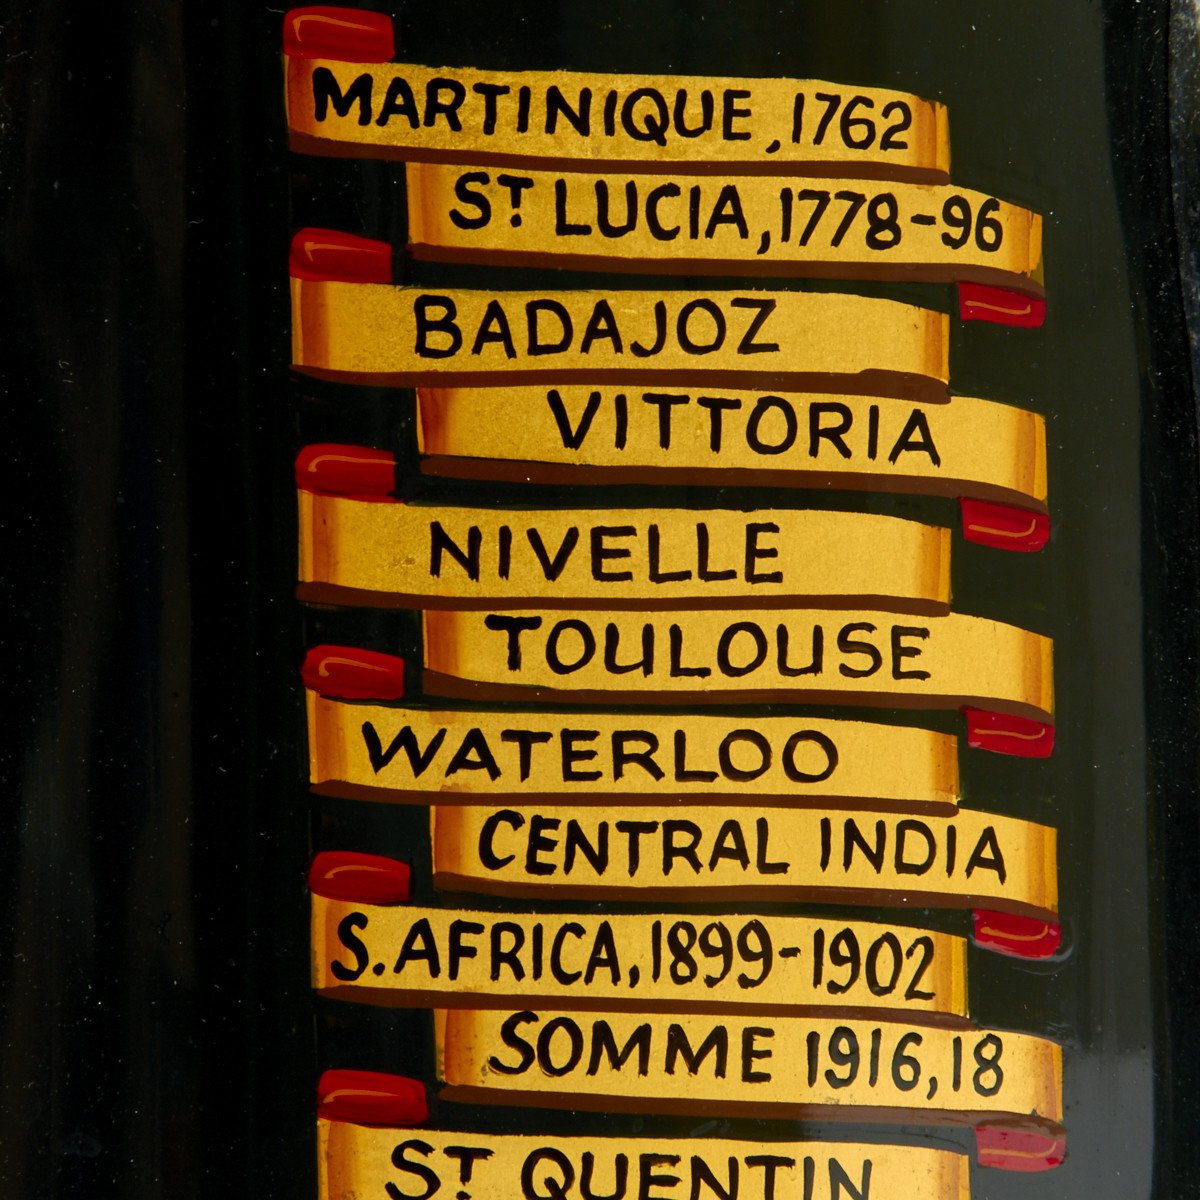 MARTINIQUE, 1762
ST LUCIA, 1778-96
BADAJOZ
VITTORIA
NIVELLE
TOULOUSE
WATERLOO
CENTRAL INDIA
S. AFRICA, 1899-1902
SOMME 1916,18
ST QUENTIN